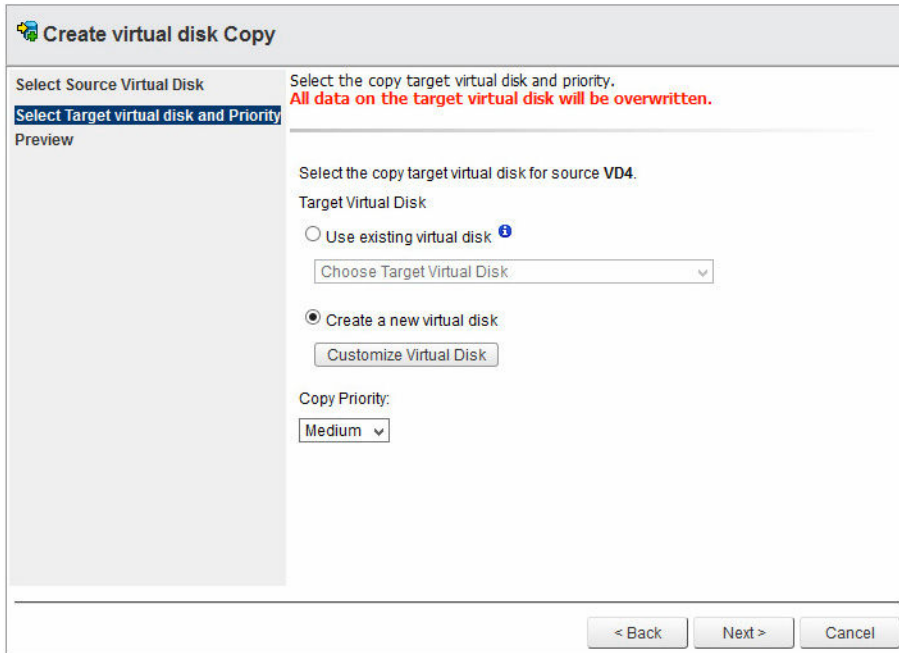 Create virtual disk Copy
Select Source Virtual Disk
Select Target virtual disk and Priority
Preview
Select the copy target virtual disk and priority.
All data on the target virtual disk will be overwritten.
Select the copy target virtual disk for source VD4.
Target Virtual Disk
Use existing virtual disk
Choose Target Virtual Disk
Create a new virtual disk
Customize Virtual Disk
Copy Priority:
Medium
< Back
Next >
Cancel